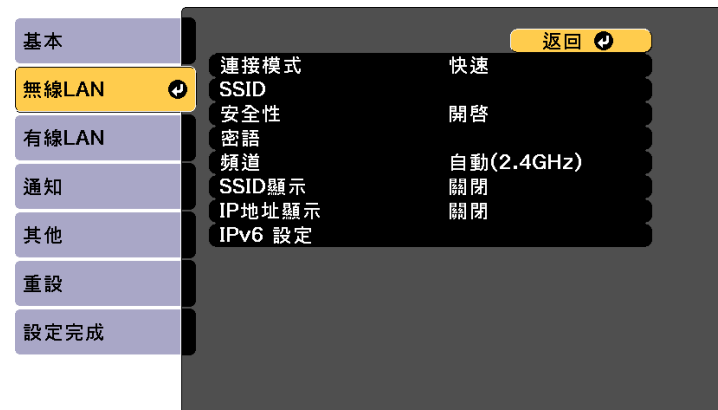 基本
無線LAN
有線LAN
通知
其他
重設
設定完成
返回
連接模式 快速
SSID
安全性 開啓
密語
頻道 自動(2.4GHz)
SSID顯示 關閉
IP地址顯示 關閉
IPv6 設定